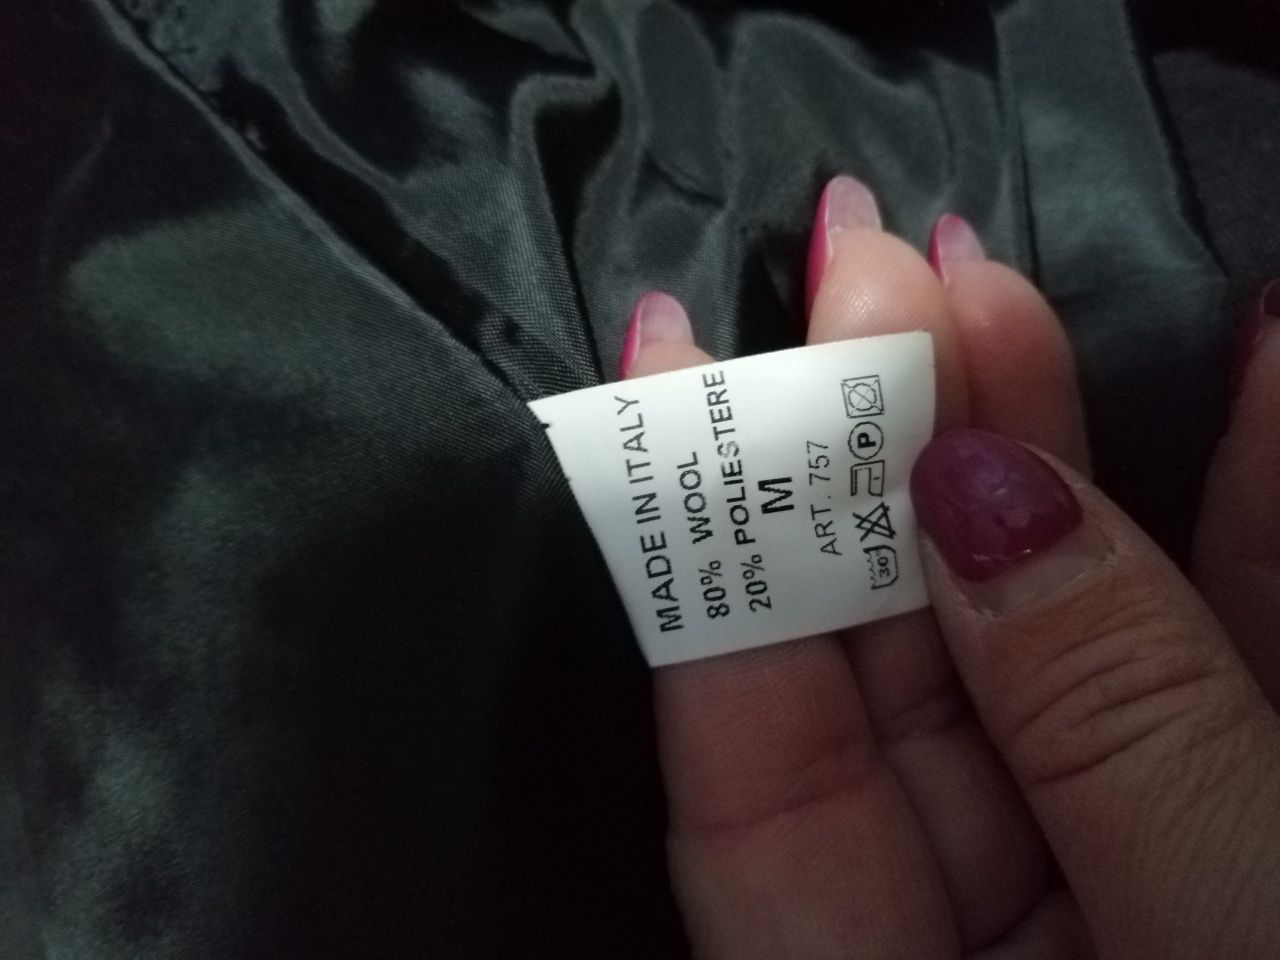 MADE IN ITALY
80% WOOL
20% POLIESTERE
M
ART. 757
30° P